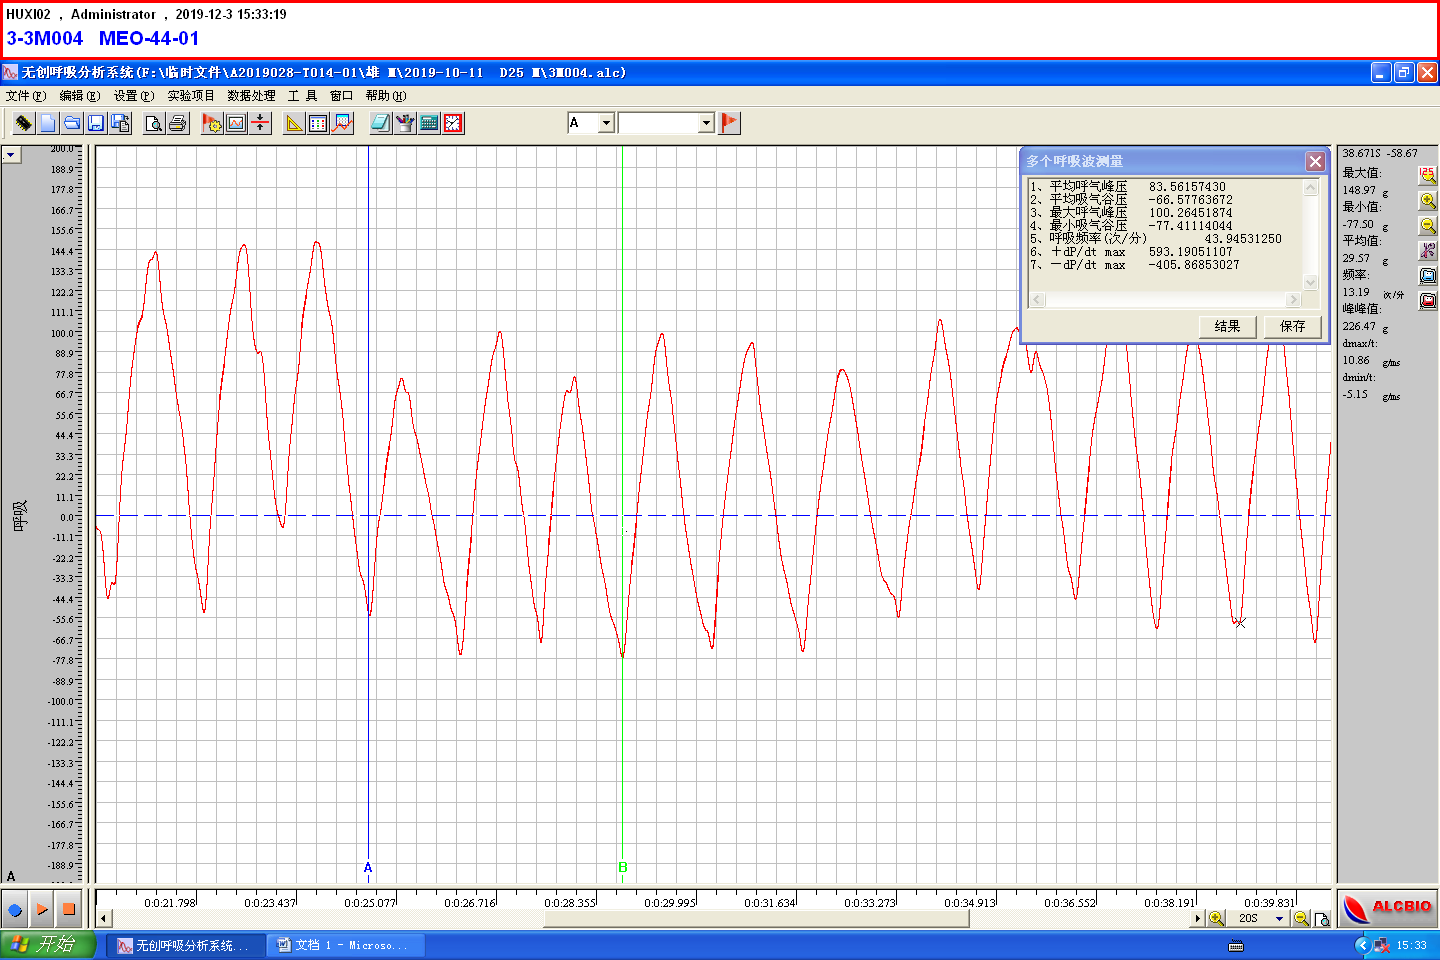 HUXI02 , Administrator , 2019-12-3 15:33:19
3-3M004 MEO-44-01
无创呼吸分析系统(F:\临时文件\A2019028-T014-01\雄 M\2019-10-11 D25 M\3M004.alc)
文件(F) 编辑(E) 设置(P) 实验项目 数据处理 工具 窗口 帮助(H)
A
200.0
188.9
177.8
166.7
155.6
144.4
133.3
122.2
111.1
100.0
88.9
77.8
66.7
55.6
44.4
33.3
22.2
11.1
0.0
-11.1
-22.2
-33.3
-44.4
-55.6
-66.7
-77.8
-88.9
-100.0
-111.1
-122.2
-133.3
-144.4
-155.6
-166.7
-177.8
-188.9
呼吸
A
A
B
多个呼吸波测量
1、平均呼气峰压 83.56157430
2、平均吸气谷压 -66.57763672
3、最大呼气峰压 100.26451874
4、最小吸气谷压 -77.41114044
5、呼吸频率(次/分) 43.94531250
6、＋dP/dt max 593.19051107
7、－dP/dt max -405.86853027
结果 保存
38.671S -58.67
最大值:
148.97 g
最小值:
-77.50 g
平均值:
29.57 g
频率:
13.19 次/分
峰峰值:
226.47 g
dmax/t:
10.86 g/ms
dmin/t:
-5.15 g/ms
125
0:0:21.798 0:0:23.437 0:0:25.077 0:0:26.716 0:0:28.355 0:0:29.995 0:0:31.634 0:0:33.273 0:0:34.913 0:0:36.552 0:0:38.191 0:0:39.831
20S
ALCBIO
开始 无创呼吸分析系统... 文档 1 - Microso... 15:33